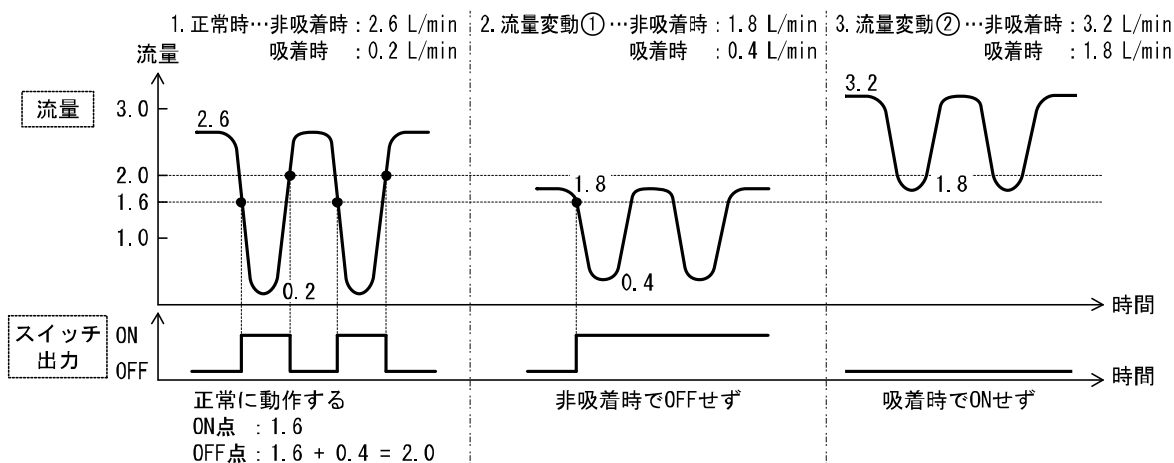 1. 正常時…非吸着時：2.6 L/min
吸着時　：0.2 L/min
2. 流量変動①…非吸着時：1.8 L/min
吸着時　：0.4 L/min
3. 流量変動②…非吸着時：3.2 L/min
吸着時　：1.8 L/min
流量
流量
3.0
2.0
1.6
1.0
2.6
0.2
1.8
0.4
3.2
1.8
時間
スイッチ
出力
ON
OFF
時間
正常に動作する
ON点　：1.6
OFF点：1.6 + 0.4 = 2.0
非吸着時でOFFせず
吸着時でONせず